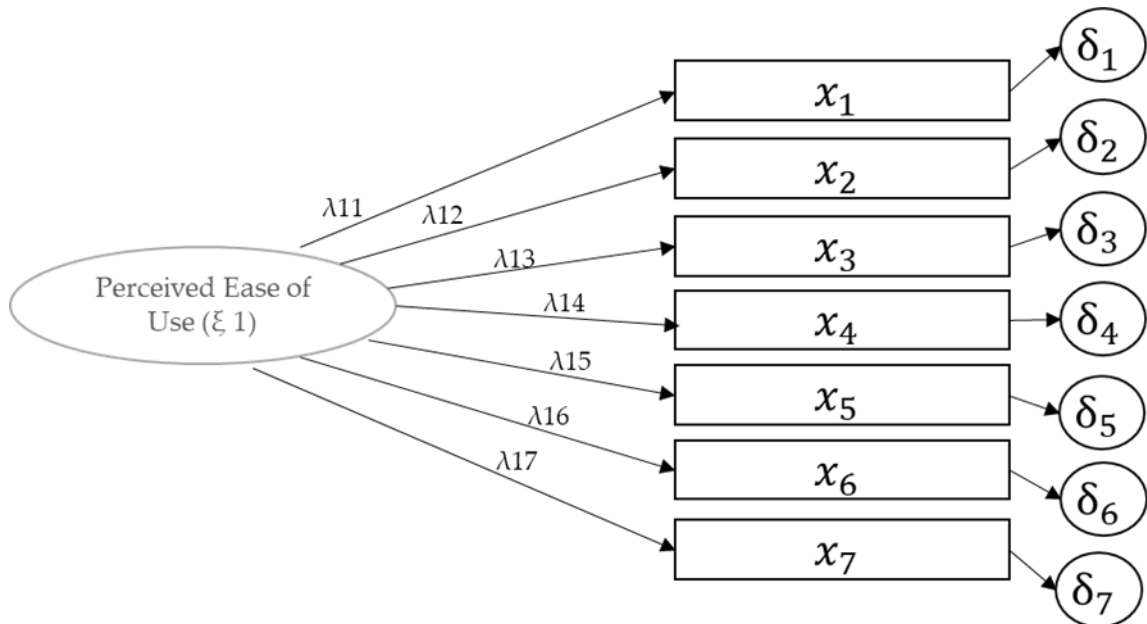 Perceived Ease of
Use (ξ 1)
λ11
λ12
λ13
λ14
λ15
λ16
λ17
x₁
x₂
x₃
x₄
x₅
x₆
x₇
δ₁
δ₂
δ₃
δ₄
δ₅
δ₆
δ₇